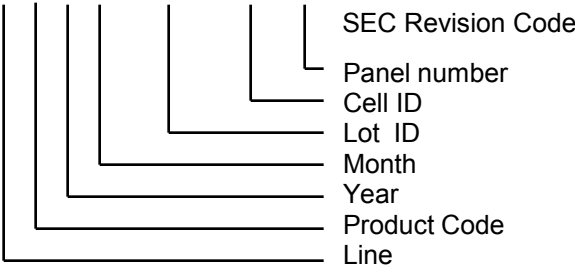 SEC Revision Code
Panel number
Cell ID
Lot ID
Month
Year
Product Code
Line